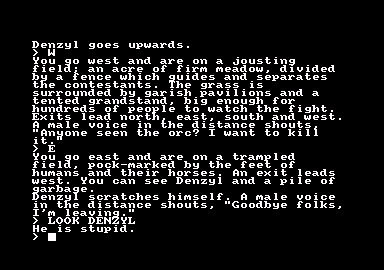 Denzyl goes upwards.
> W
You go west and are on a jousting
field; an acre of firm meadow, divided
by a fence which guides and separates
the contestants. The grass is
surrounded by garish pavilions and a
tented grandstand, big enough for
hundreds of people to watch the fight.
Exits lead north, east, south and west.
A male voice in the distance shouts,
"Anyone seen the orc? I want to kill
it."
> E
You go east and are on a trampled
field, pock-marked by the feet of
humans and their horses. An exit leads
west. You can see Denzyl and a pile of
garbage.
Denzyl scratches himself. A male voice
in the distance shouts, "Goodbye folks,
I'm leaving."
> LOOK DENZYL
He is stupid.
>